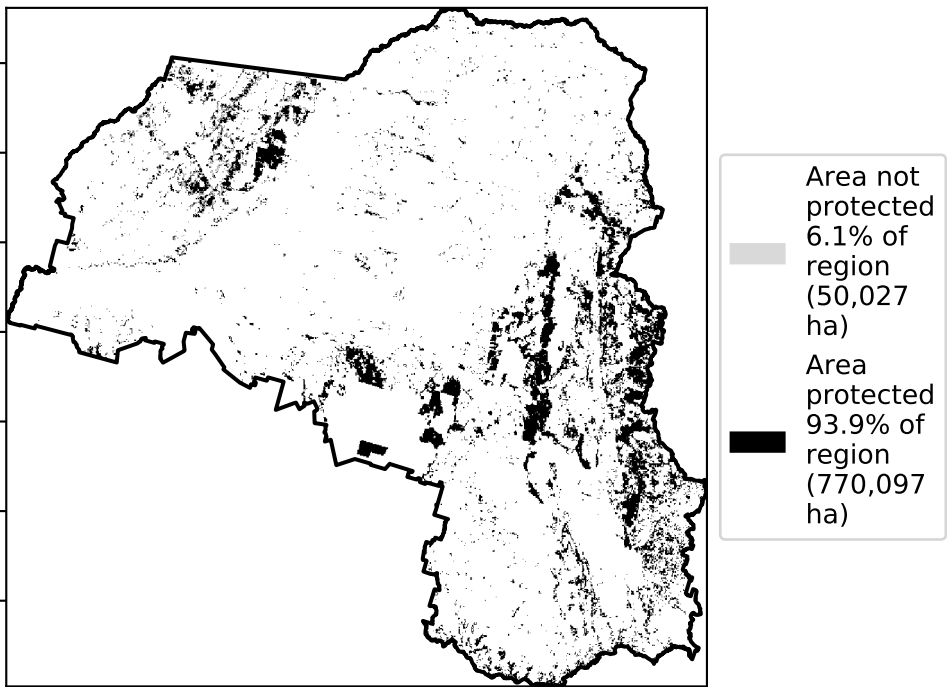 Area not
protected
6.1% of
region
(50,027
ha)
Area
protected
93.9% of
region
(770,097
ha)